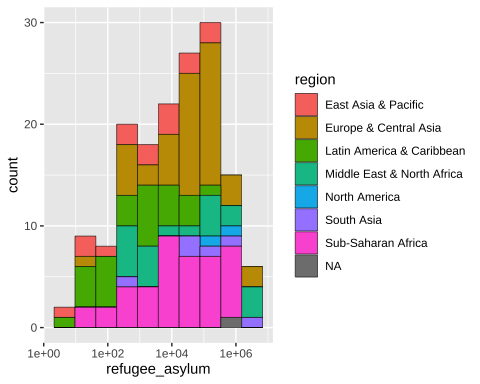 30
20
10
0
count
1e+00
1e+02
1e+04
1e+06
refugee_asylum
region
East Asia & Pacific
Europe & Central Asia
Latin America & Caribbean
Middle East & North Africa
North America
South Asia
Sub-Saharan Africa
NA